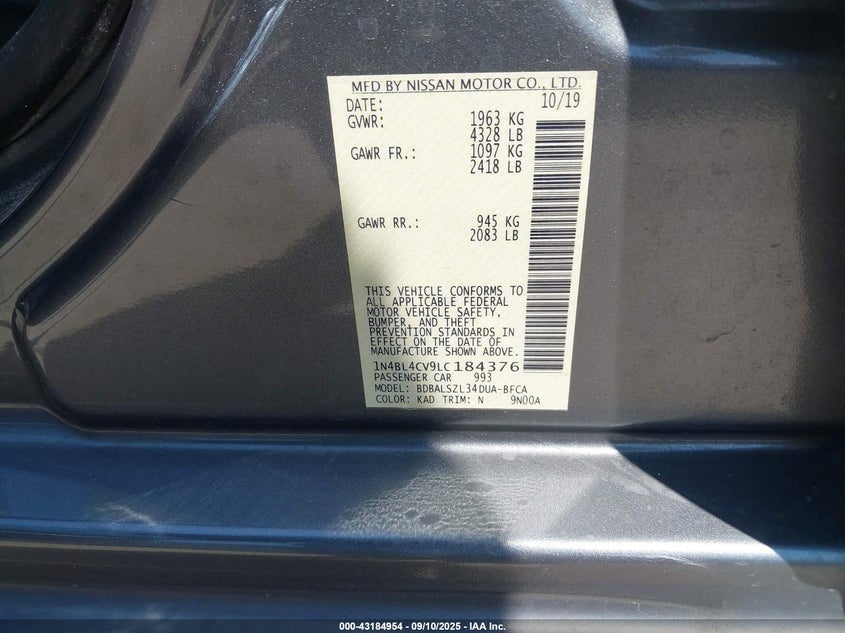 MFD BY NISSAN MOTOR CO., LTD.
DATE: 10/19
GVWR: 1963 KG
4328 LB
GAWR FR.: 1097 KG
2418 LB
GAWR RR.: 945 KG
2083 LB
THIS VEHICLE CONFORMS TO
ALL APPLICABLE FEDERAL
MOTOR VEHICLE SAFETY,
BUMPER, AND THEFT
PREVENTION STANDARDS IN
EFFECT ON THE DATE OF
MANUFACTURE SHOWN ABOVE.
1N4BL4CV9LC184376
PASSENGER CAR 993
MODEL: BDBALSZL34DUA-BFCA
COLOR: KAD TRIM: N 9N00A
000-43184954 - 09/10/2025 - IAA Inc.